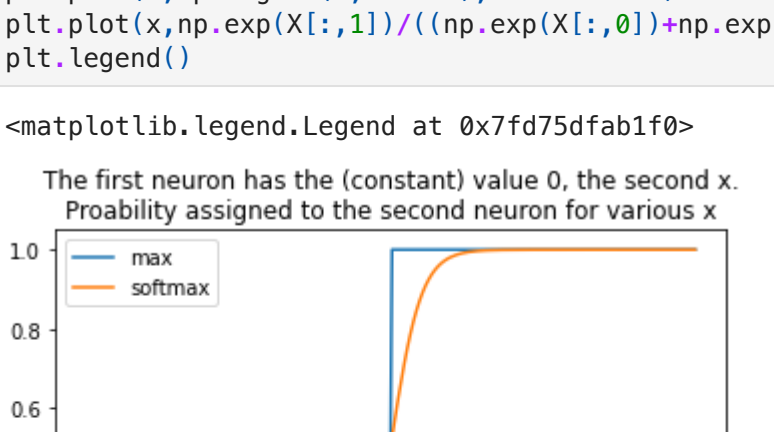 plt.plot(x,np.exp(X[:,1])/((np.exp(X[:,0])+np.exp
plt.legend()
<matplotlib.legend.Legend at 0x7fd75dfab1f0>
The first neuron has the (constant) value 0, the second x.
Proability assigned to the second neuron for various x
1.0
max
softmax
0.8
0.6